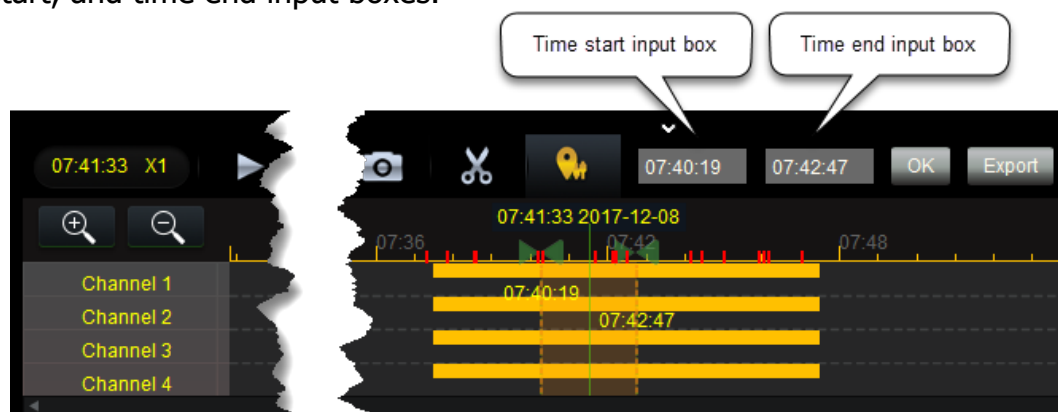 start, and time end input boxes.
Time start input box
Time end input box
07:41:33 X1
07:40:19
07:42:47
OK
Export
07:41:33 2017-12-08
07:36
07:42
07:48
Channel 1
07:40:19
Channel 2
07:42:47
Channel 3
Channel 4